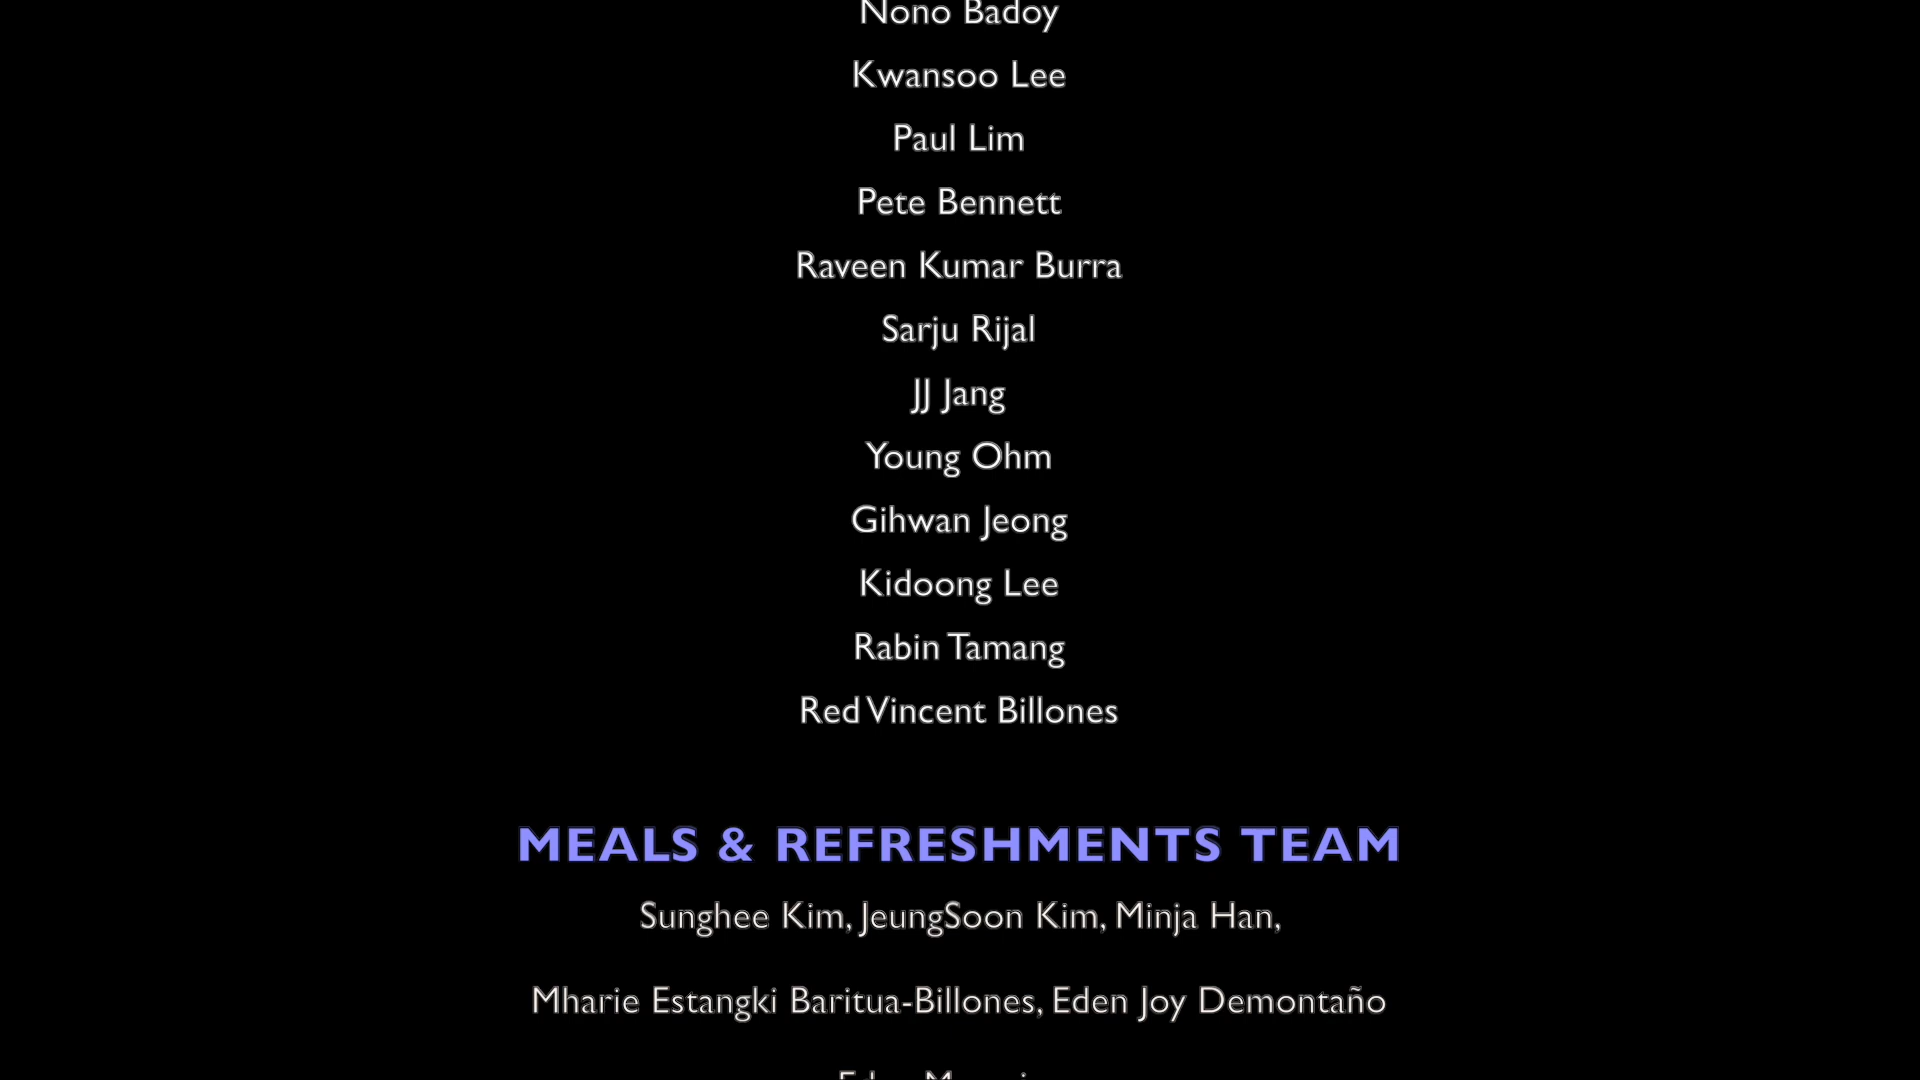 Nono Badoy
Kwansoo Lee
Paul Lim
Pete Bennett
Raveen Kumar Burra
Sarju Rijal
JJ Jang
Young Ohm
Gihwan Jeong
Kidoong Lee
Rabin Tamang
Red Vincent Billones
MEALS & REFRESHMENTS TEAM
Sunghee Kim, JeungSoon Kim, Minja Han,
Mharie Estangki Baritua-Billones, Eden Joy Demontaño